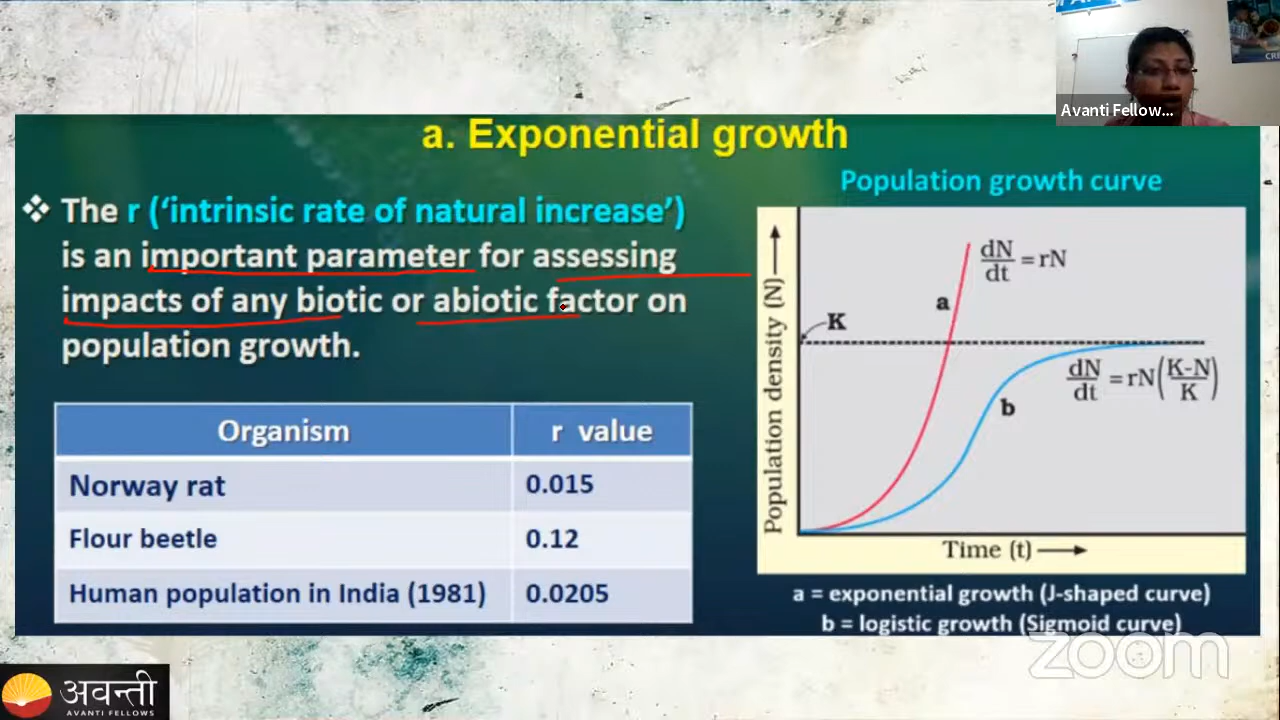 Avanti Fellow...
a. Exponential growth
❖ The r (‘intrinsic rate of natural increase’)
is an important parameter for assessing
impacts of any biotic or abiotic factor on
population growth.
Organism r value
Norway rat 0.015
Flour beetle 0.12
Human population in India (1981) 0.0205
Population growth curve
Population density (N)
K
a
dN/dt = rN
b
dN/dt = rN(K-N/K)
Time (t)
a = exponential growth (J-shaped curve)
b = logistic growth (Sigmoid curve)
zoom
अवन्ती
AVANTI FELLOWS